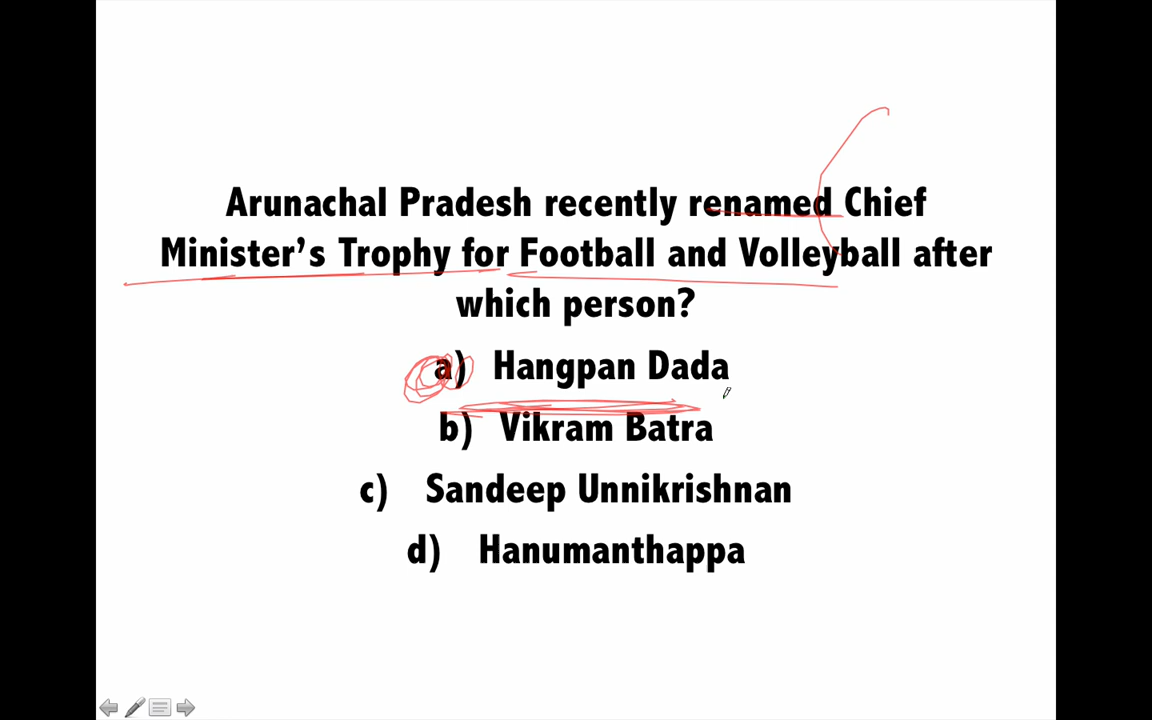 Arunachal Pradesh recently renamed Chief
Minister's Trophy for Football and Volleyball after
which person?
a) Hangpan Dada
b) Vikram Batra
c) Sandeep Unnikrishnan
d) Hanumanthappa